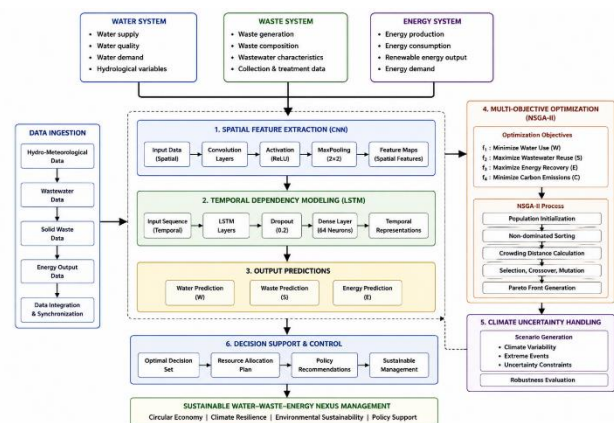 WATER SYSTEM
• Water supply
• Water quality
• Water demand
• Hydrological variables
WASTE SYSTEM
• Waste generation
• Waste composition
• Wastewater characteristics
• Collection & treatment data
ENERGY SYSTEM
• Energy production
• Energy consumption
• Renewable energy output
• Energy demand
DATA INGESTION
Hydro-Meteorological
Data
Wastewater
Data
Solid Waste
Data
Energy Output
Data
Data Integration
& Synchronization
1. SPATIAL FEATURE EXTRACTION (CNN)
Input Data
(Spatial)
Convolution
Layers
Activation
(ReLU)
MaxPooling
(2×2)
Feature Maps
(Spatial Features)
2. TEMPORAL DEPENDENCY MODELING (LSTM)
Input Sequence
(Temporal)
LSTM
Layers
Dropout
(0.2)
Dense Layer
(64 Neurons)
Temporal
Representations
3. OUTPUT PREDICTIONS
Water Prediction
(W)
Waste Prediction
(S)
Energy Prediction
(E)
4. MULTI-OBJECTIVE OPTIMIZATION
(NSGA-II)
Optimization Objectives
f₁ : Minimize Water Use (W)
f₂ : Maximize Wastewater Reuse (S)
f₃ : Maximize Energy Recovery (E)
f₄ : Minimize Carbon Emissions (C)
NSGA-II Process
Population Initialization
Non-dominated Sorting
Crowding Distance Calculation
Selection, Crossover, Mutation
Pareto Front Generation
5. CLIMATE UNCERTAINTY HANDLING
Scenario Generation
• Climate Variability
• Extreme Events
• Uncertainty Constraints
Robustness Evaluation
6. DECISION SUPPORT & CONTROL
Optimal Decision
Set
Resource Allocation
Plan
Policy
Recommendations
Sustainable
Management
SUSTAINABLE WATER–WASTE–ENERGY NEXUS MANAGEMENT
Circular Economy | Climate Resilience | Environmental Sustainability | Policy Support